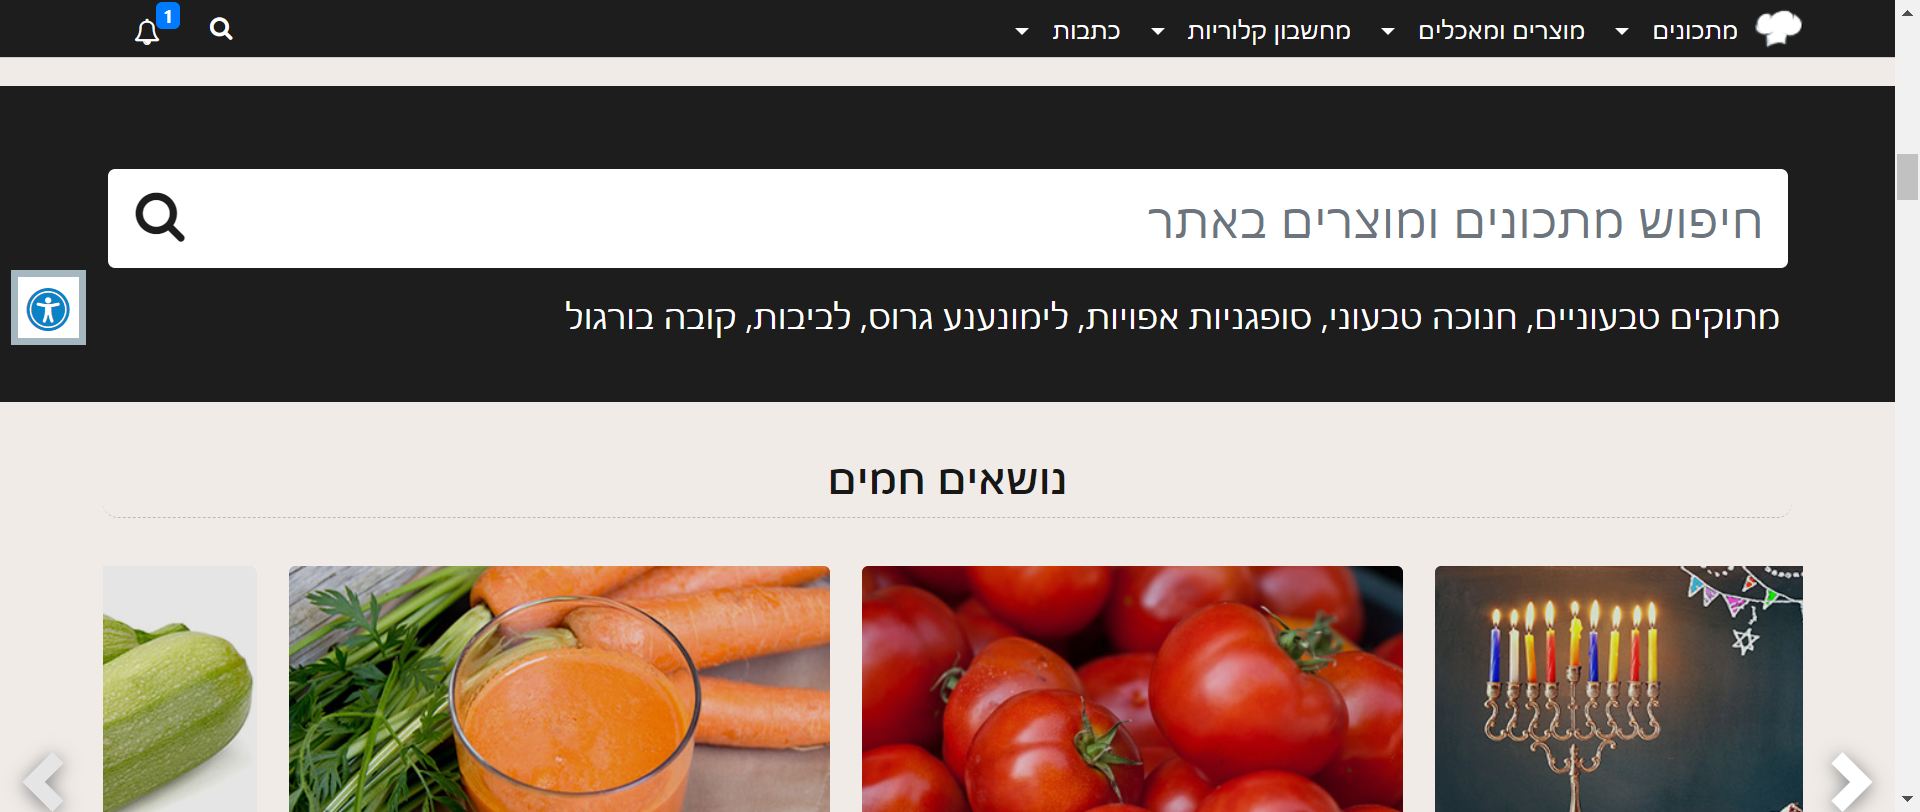 מתכונים מוצרים ומאכלים מחשבון קלוריות כתבות 1
חיפוש מתכונים ומוצרים באתר
מתוקים טבעוניים, חנוכה טבעוני, סופגניות אפויות, לימונענע גרוס, לביבות, קובה בורגול
נושאים חמים